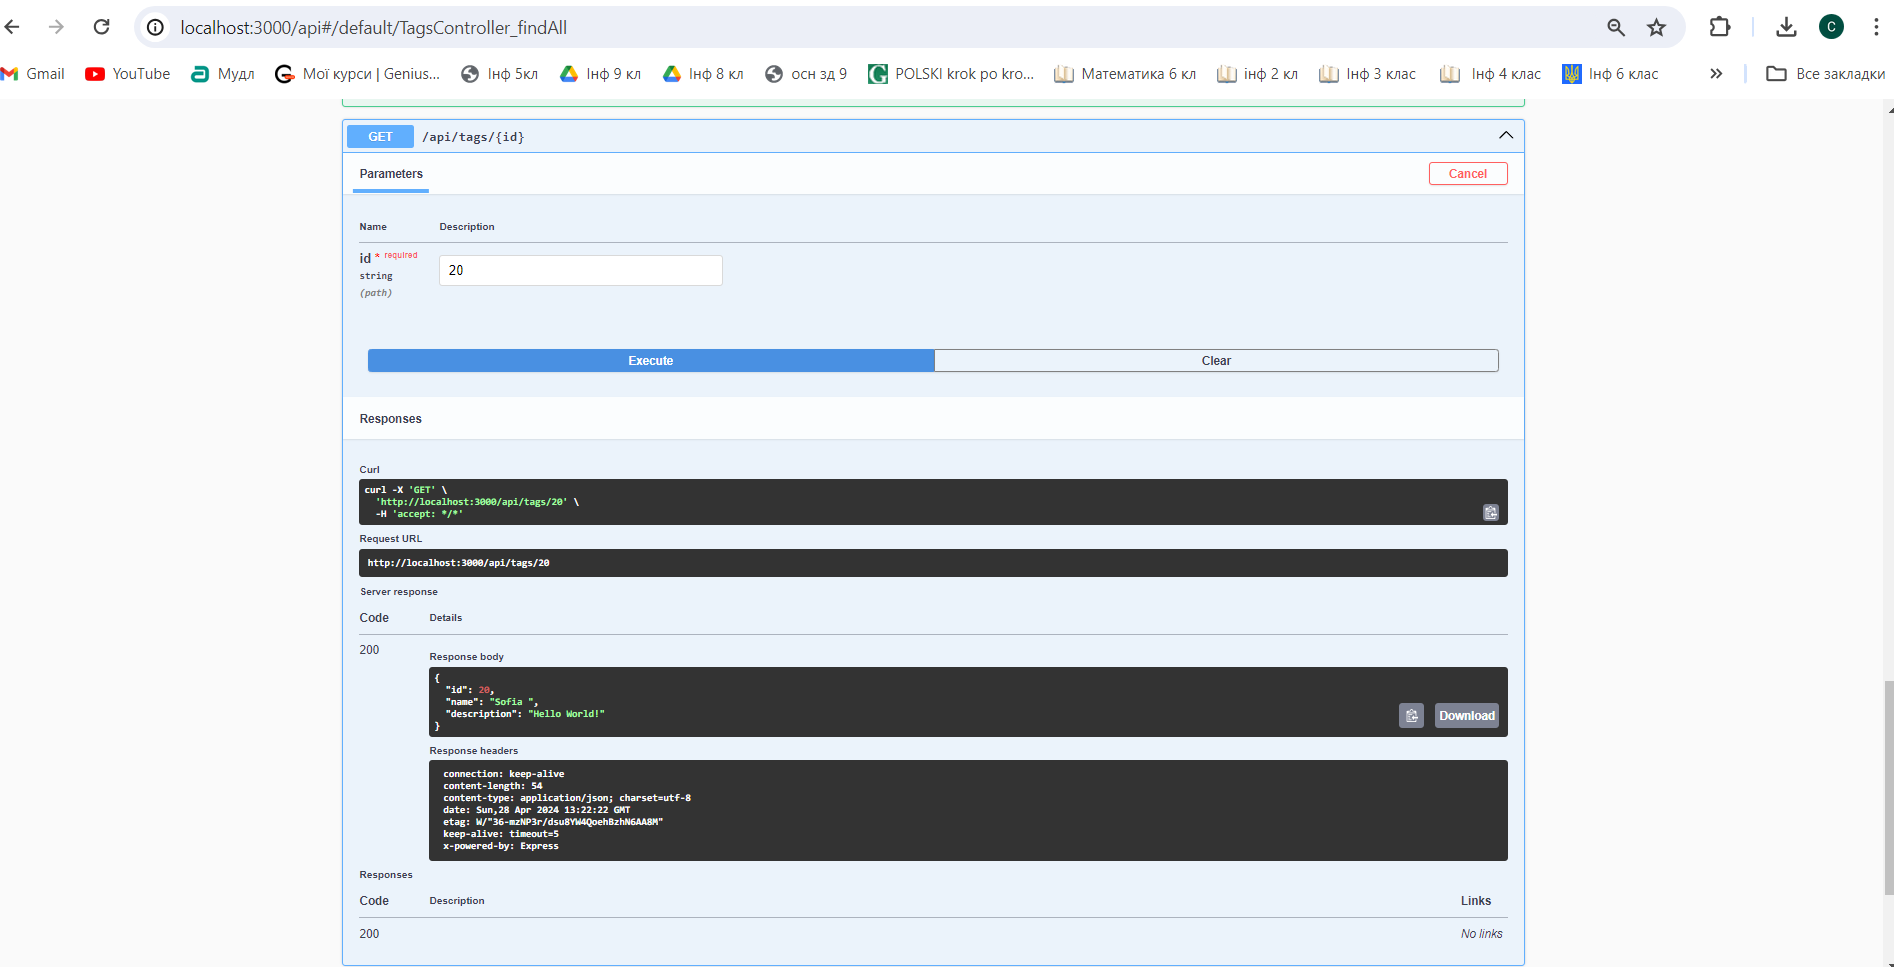 localhost:3000/api#/default/TagsController_findAll
C
Gmail YouTube Мудл Мої курси | Genius... Інф 5кл Інф 9 кл Інф 8 кл осн зд 9 POLSKI krok po kro... Математика 6 кл інф 2 кл Інф 3 клас Інф 4 клас Інф 6 клас » Все закладки
GET /api/tags/{id}
Parameters Cancel
Name Description
id * required
string
(path)
20
Execute Clear
Responses
Curl
curl -X 'GET' \
'http://localhost:3000/api/tags/20' \
-H 'accept: */*'
Request URL
http://localhost:3000/api/tags/20
Server response
Code Details
200
Response body
{
"id": 20,
"name": "Sofia ",
"description": "Hello World!"
}
Download
Response headers
connection: keep-alive
content-length: 54
content-type: application/json; charset=utf-8
date: Sun,28 Apr 2024 13:22:22 GMT
etag: W/"36-mzNP3r/dsu8YW4QoehBzhN6AA8M"
keep-alive: timeout=5
x-powered-by: Express
Responses
Code Description Links
200 No links